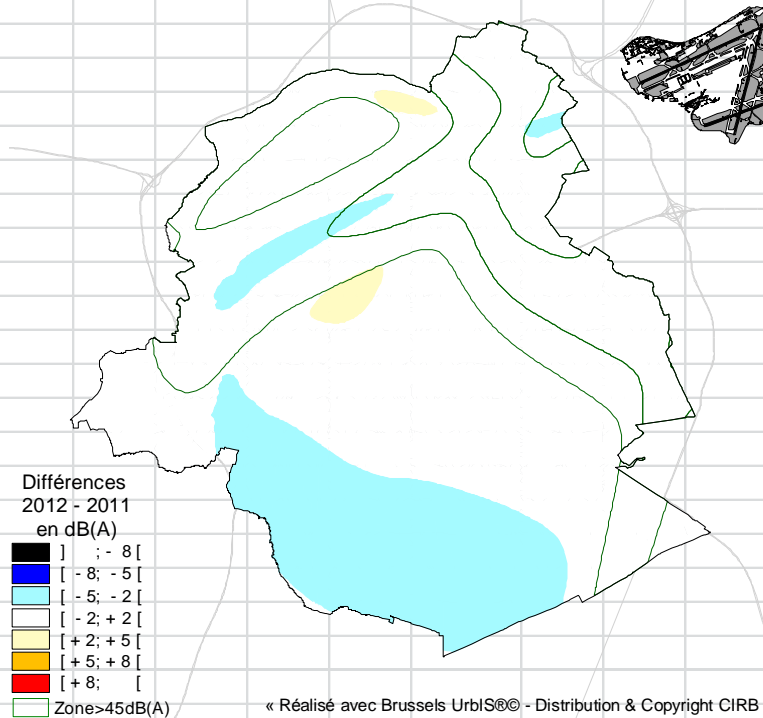 Différences
2012 - 2011
en dB(A)
] ;- 8 [
[ - 8; - 5 [
[ - 5; - 2 [
[ - 2; + 2 [
[ + 2; + 5 [
[ + 5; + 8 [
[ + 8; [
Zone>45dB(A)
« Réalisé avec Brussels UrbIS®© - Distribution & Copyright CIRB